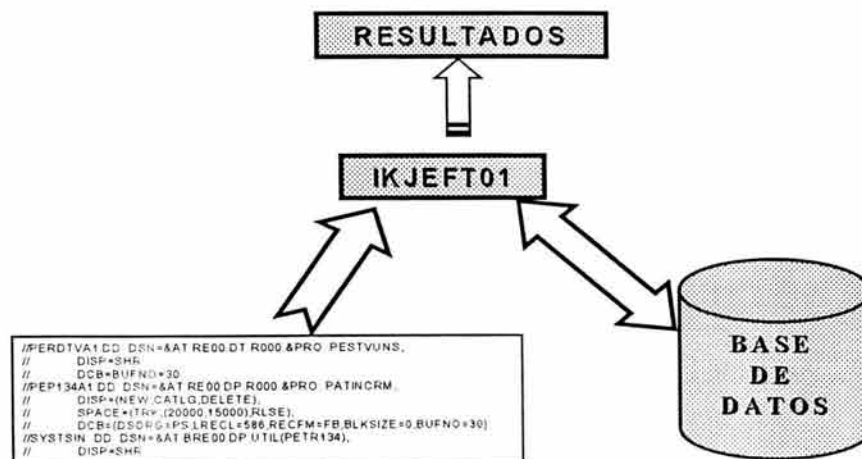 RESULTADOS
IKJEFT01
//PERDTVA1 DD DSN=&AT RE00 DT R000 &PRO PESTVUNS,
// DISP=SHR
// DCB=BUFNO=30
//PEP134A1 DD DSN=&AT RE00 DP R000 &PRO PATINCRM,
// DISP=(NEW,CATLG,DELETE),
// SPACE=(TRK,(20000,15000),RLSE),
// DCB=(DSORG=PS,LRECL=586,RECFM=FB,BLKSIZE=0,BUFNO=30)
//SYSTSIN DD DSN=&AT BRE00 DP UTIL(PETR134),
// DISP=SHR
BASE
DE
DATOS